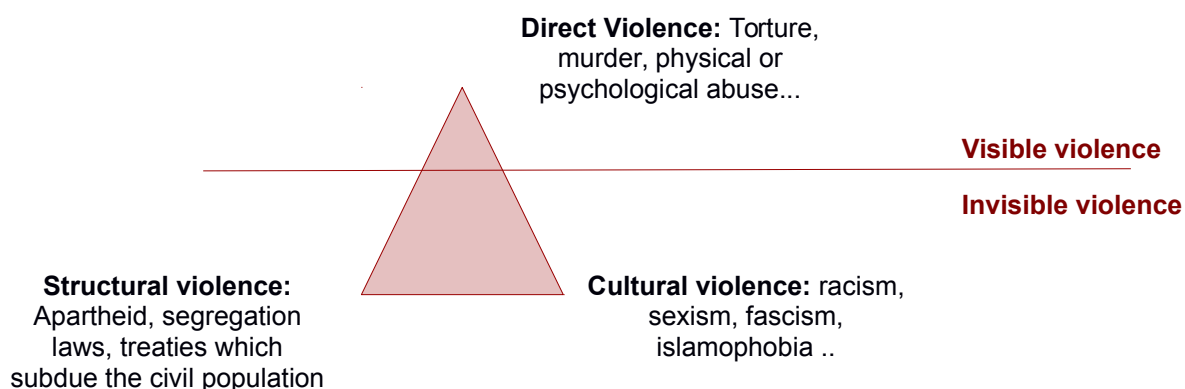 Direct Violence: Torture,
murder, physical or
psychological abuse...
Visible violence
Invisible violence
Structural violence:
Apartheid, segregation
laws, treaties which
subdue the civil population
Cultural violence: racism,
sexism, fascism,
islamophobia ..